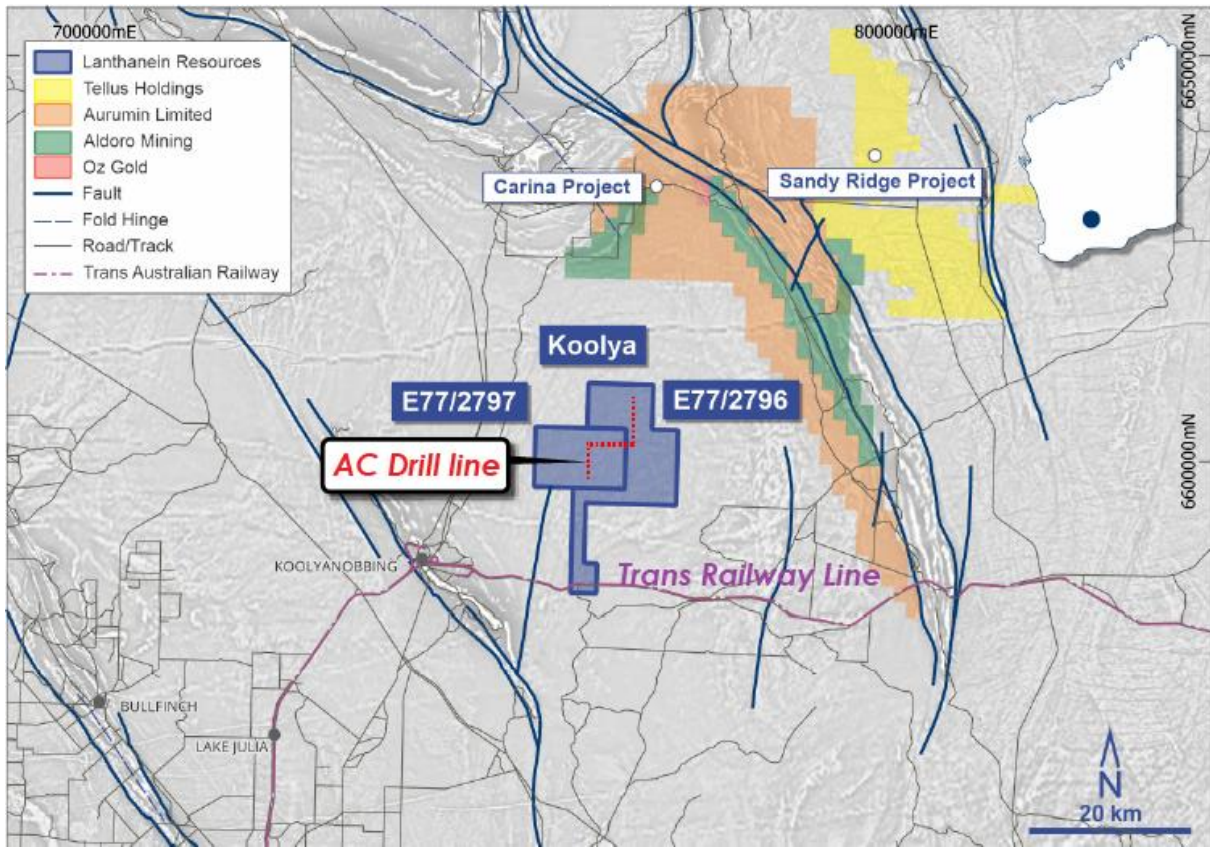 700000mE
800000mE
6650000mN
Lanthanein Resources
Tellus Holdings
Aurumin Limited
Aldoro Mining
Oz Gold
Fault
Fold Hinge
Road/Track
Trans Australian Railway
Carina Project
Sandy Ridge Project
Koolya
E77/2797
E77/2796
AC Drill line
6600000mN
KOOLYANOBBING
Trans Railway Line
BULLFINCH
LAKE JULIA
N
20 km